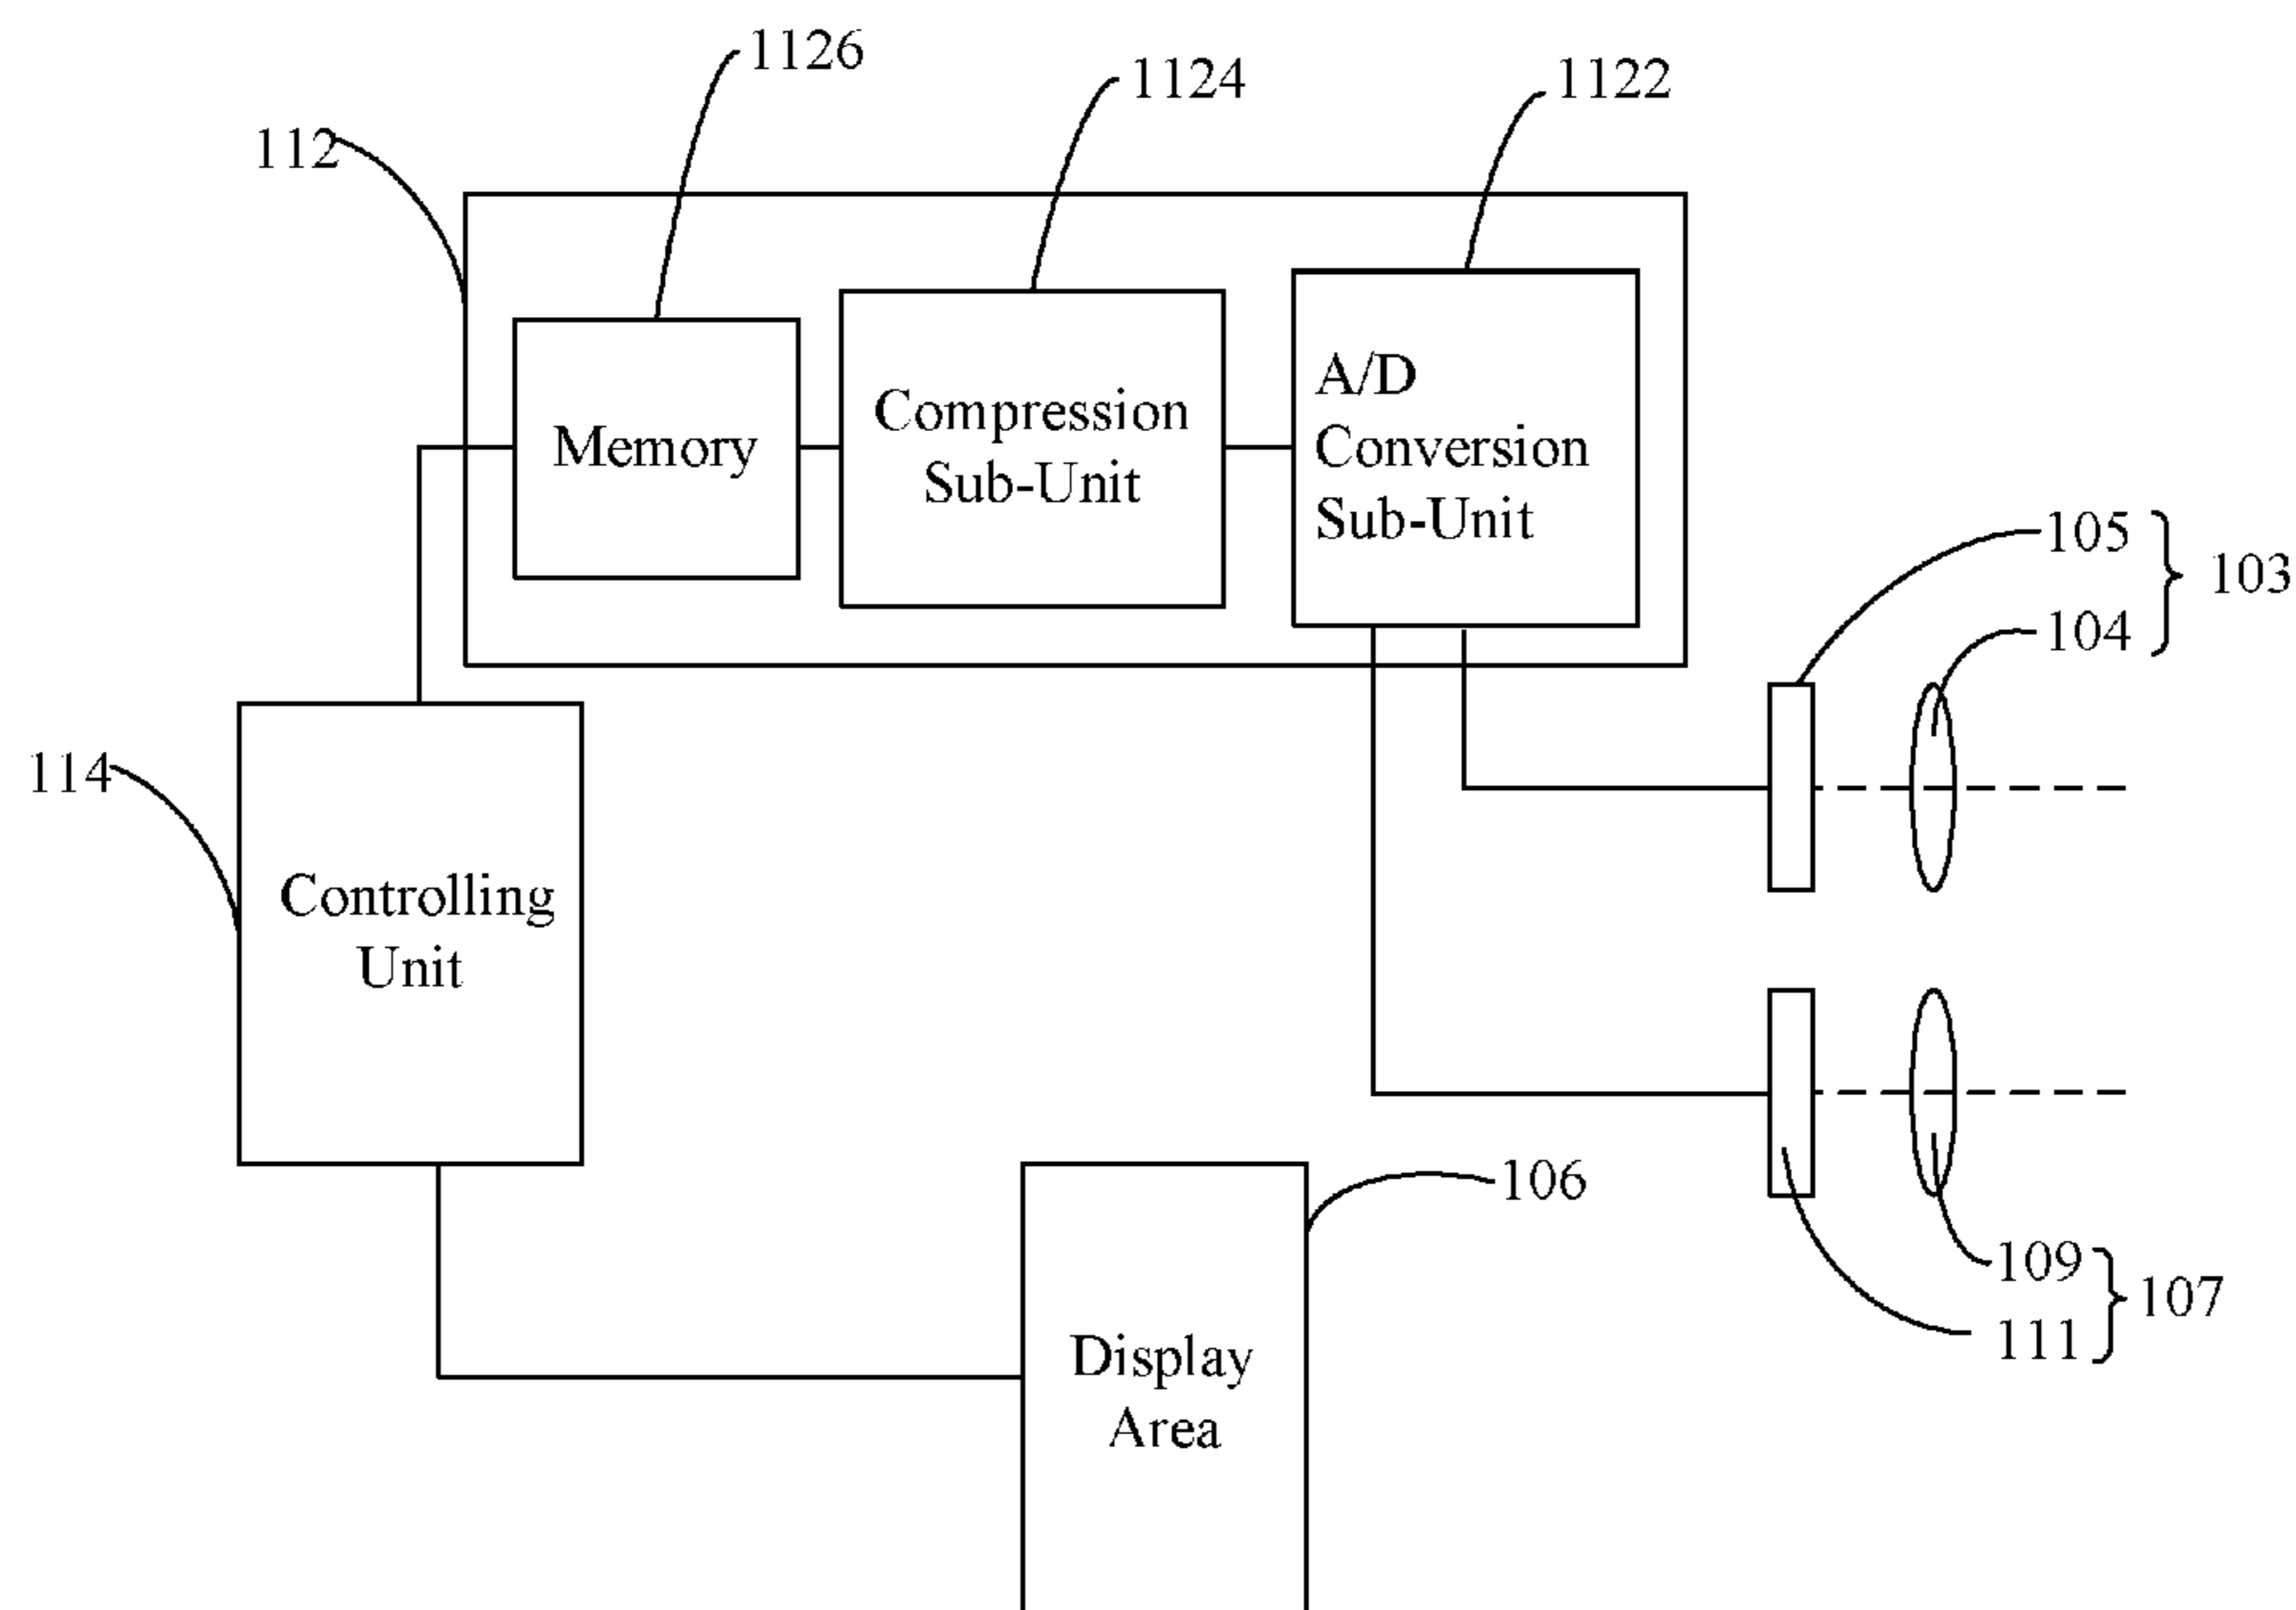 1126
1124
1122
112
Memory
Compression
Sub-Unit
A/D
Conversion
Sub-Unit
105
104
103
114
Controlling
Unit
106
109
111
107
Display
Area